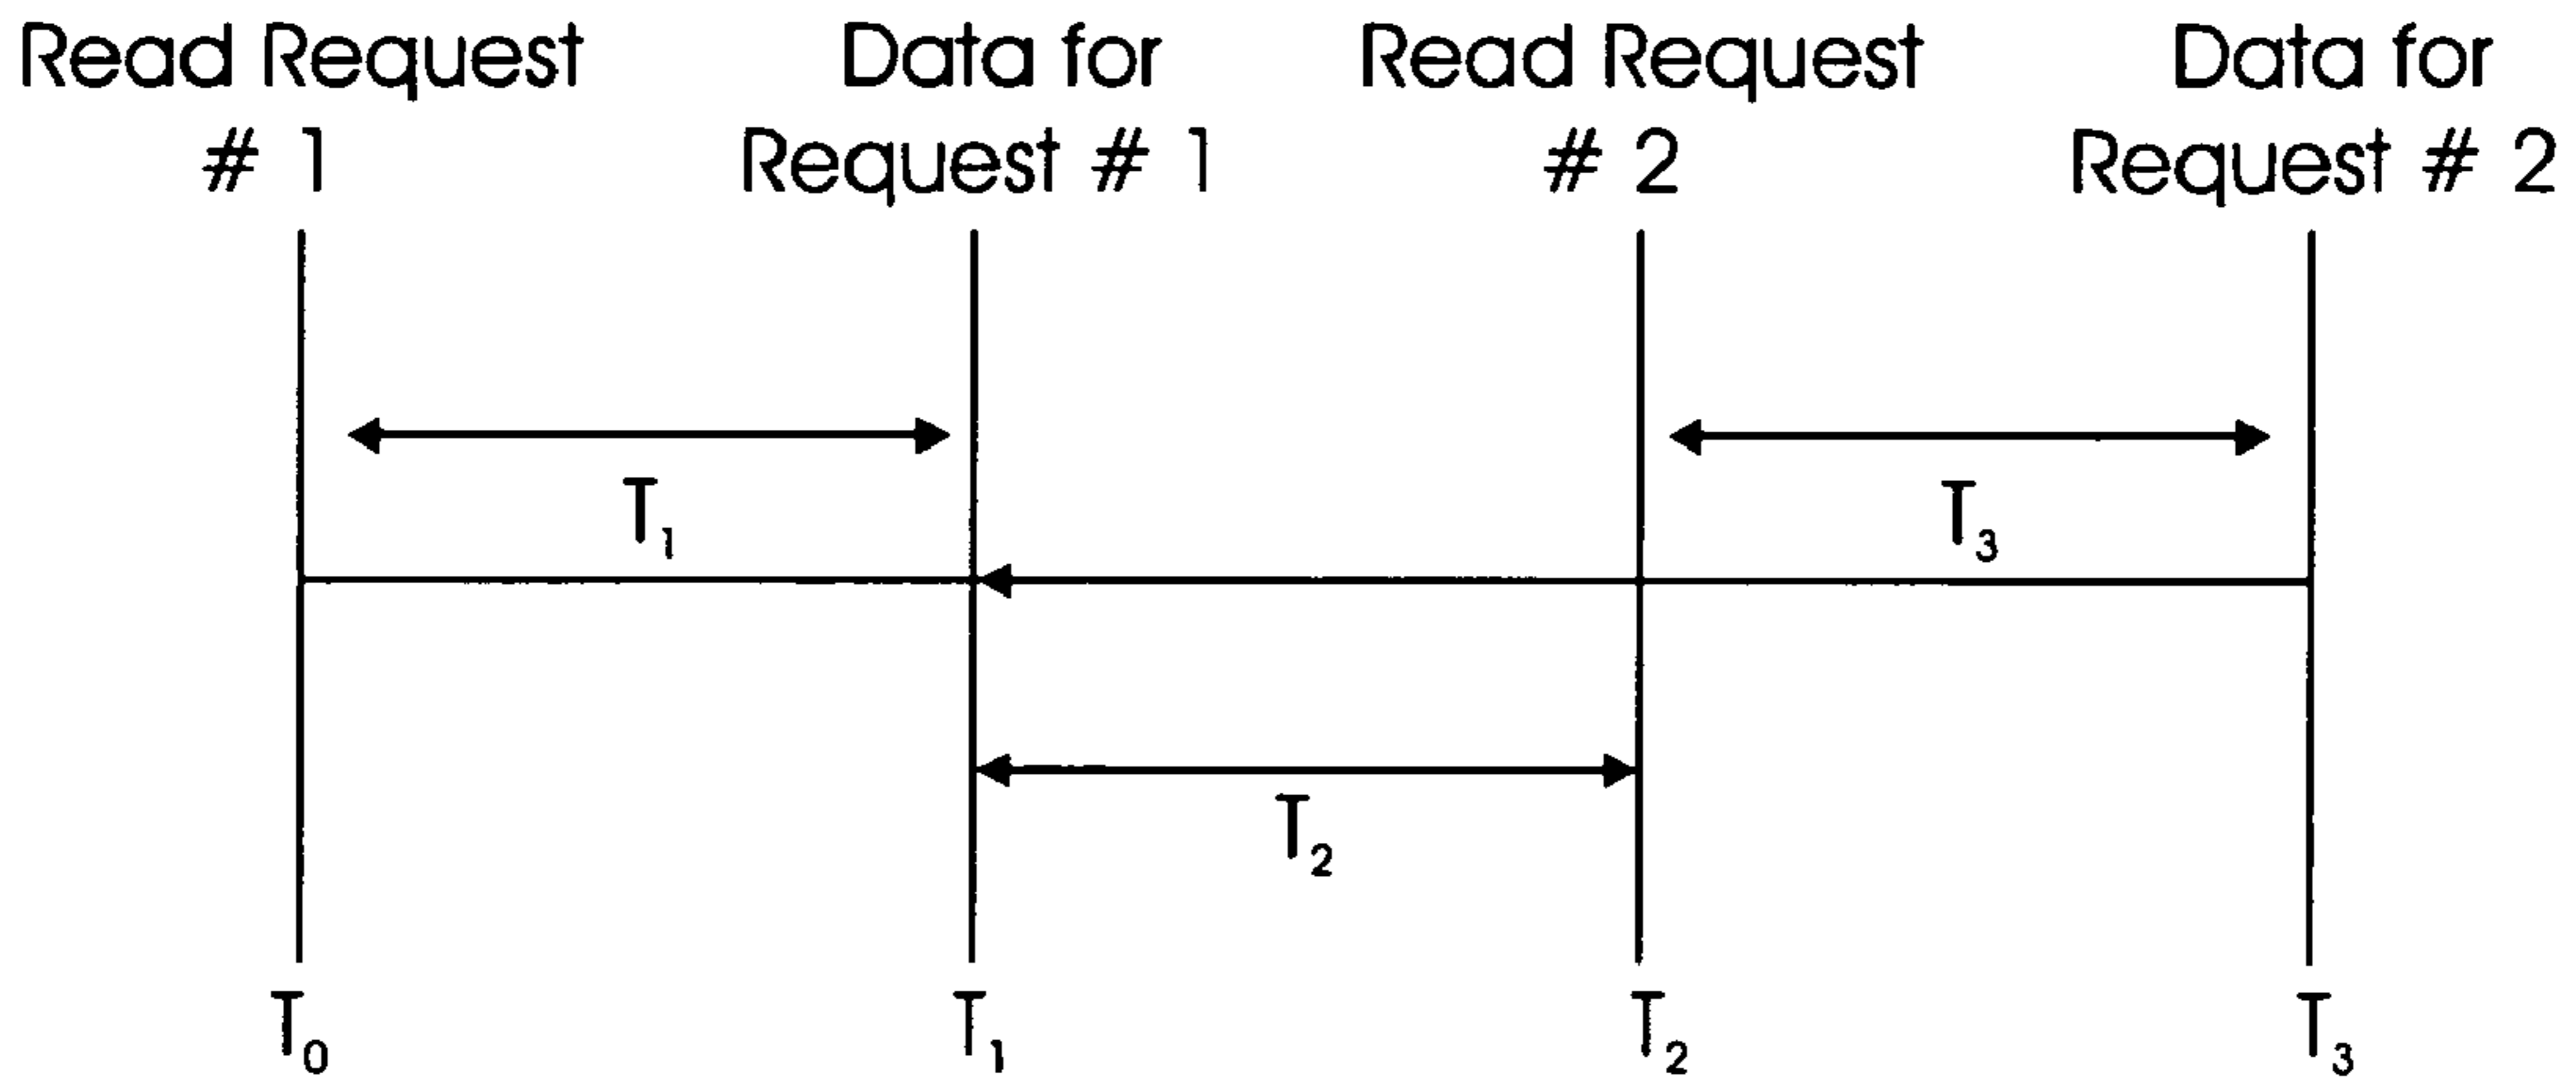 Read Request
# 1
Data for
Request # 1
Read Request
# 2
Data for
Request # 2
T1
T3
T2
T0
T1
T2
T3